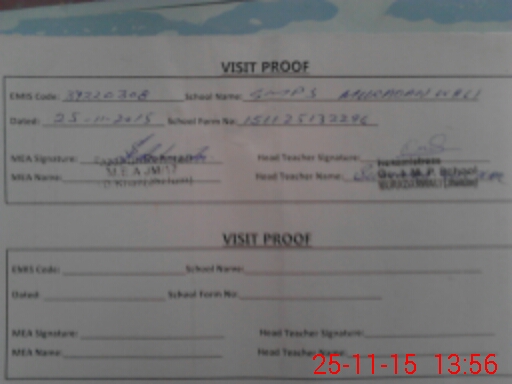 VISIT PROOF
EMIS Code: 37220308 School Name: GMPS
Dated: 25-11-2015 School Form No: 151125132296
MEA Signature: Head Teacher Signature:
MEA Name: M.E.A Head Teacher Name: School
VISIT PROOF
EMIS Code: School Name:
Dated: School Form No:
MEA Signature: Head Teacher Signature:
MEA Name: Head Teacher Name:
25-11-15 13:56